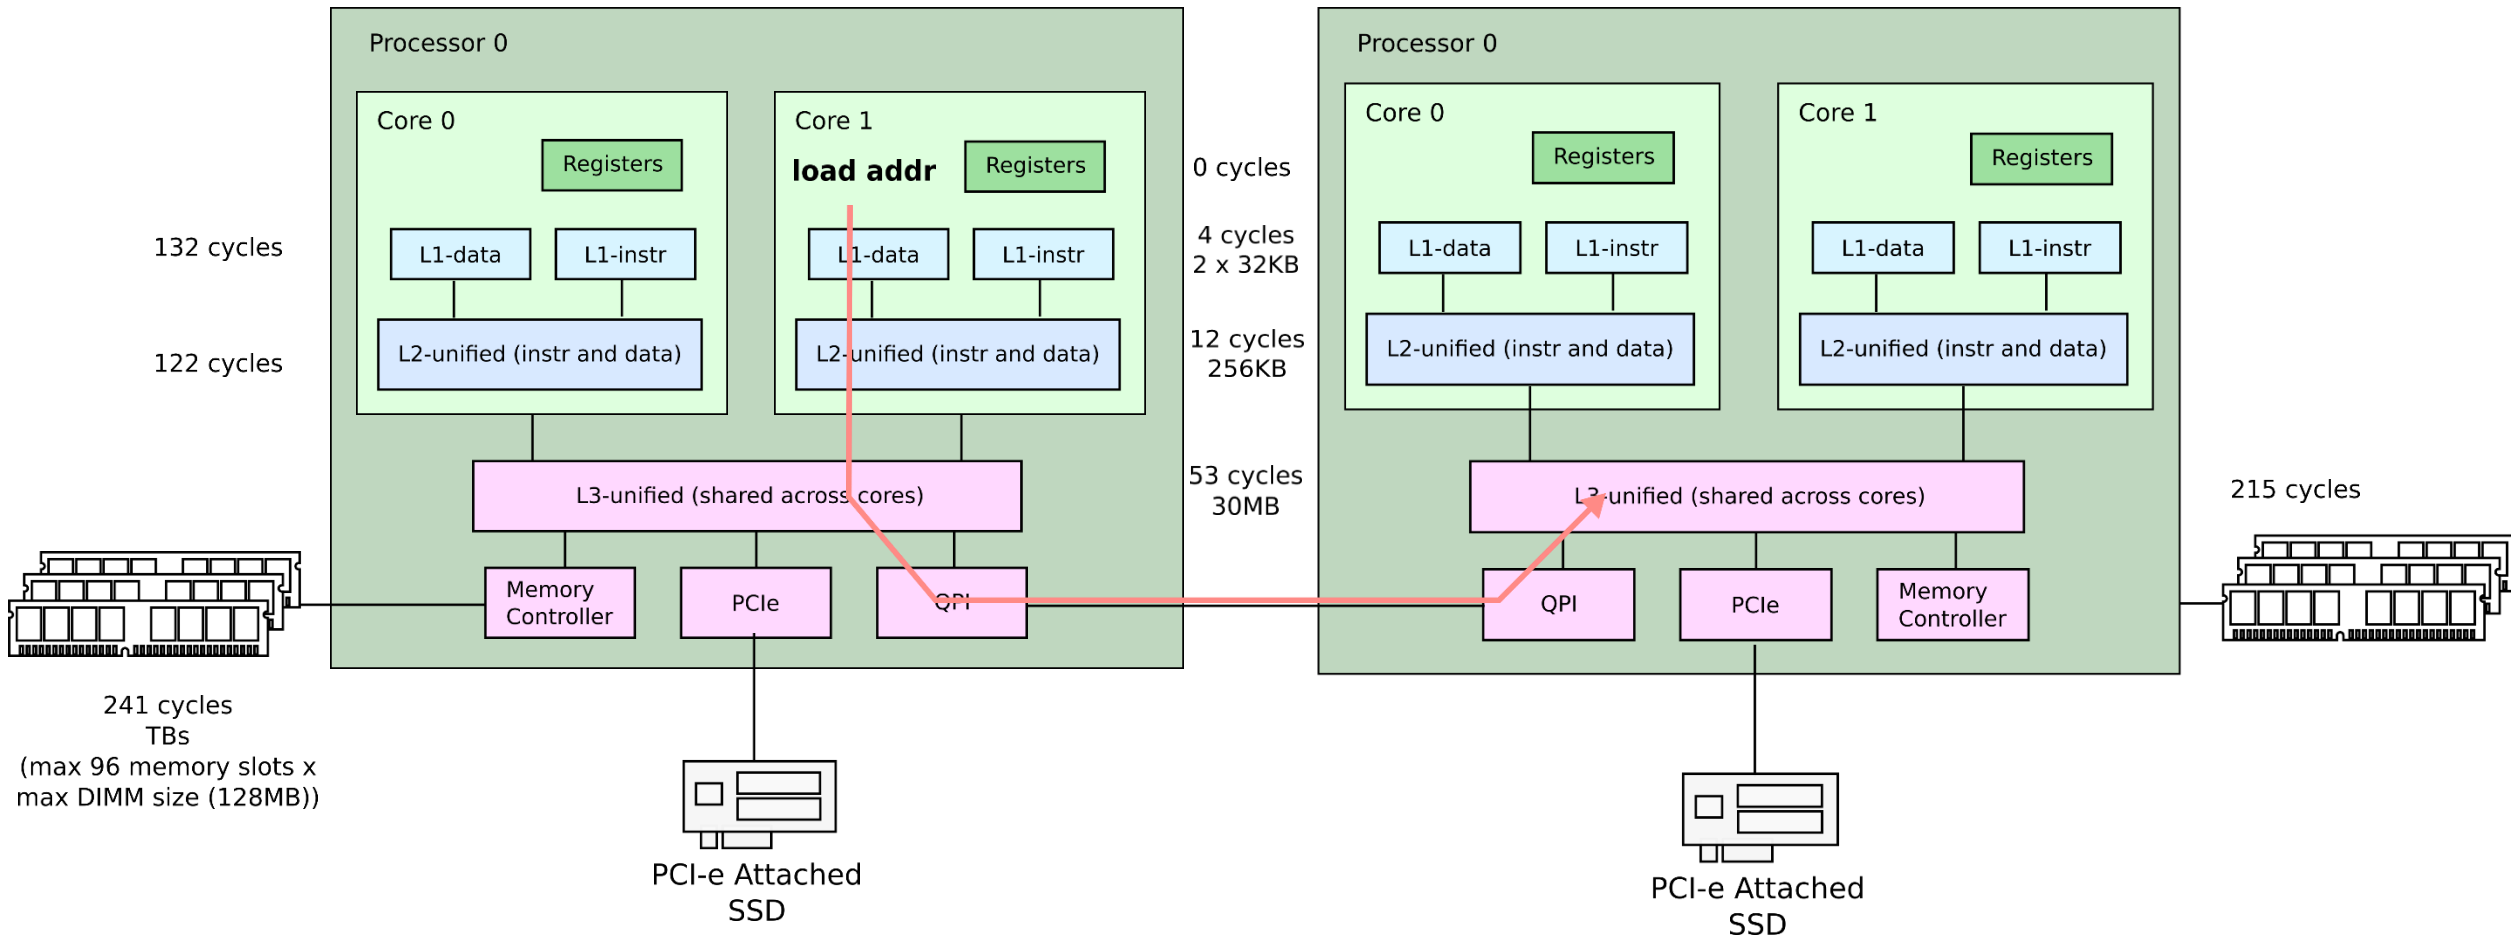 Processor 0
Core 0
Registers
L1-data
L1-instr
L2-unified (instr and data)
Core 1
load addr
Registers
L1-data
L1-instr
L2-unified (instr and data)
L3-unified (shared across cores)
Memory
Controller
PCIe
QPI
132 cycles
122 cycles
241 cycles
TBs
(max 96 memory slots x
max DIMM size (128MB))
PCI-e Attached
SSD
0 cycles
4 cycles
2 x 32KB
12 cycles
256KB
53 cycles
30MB
Processor 0
Core 0
Registers
L1-data
L1-instr
L2-unified (instr and data)
Core 1
Registers
L1-data
L1-instr
L2-unified (instr and data)
L3-unified (shared across cores)
QPI
PCIe
Memory
Controller
215 cycles
PCI-e Attached
SSD